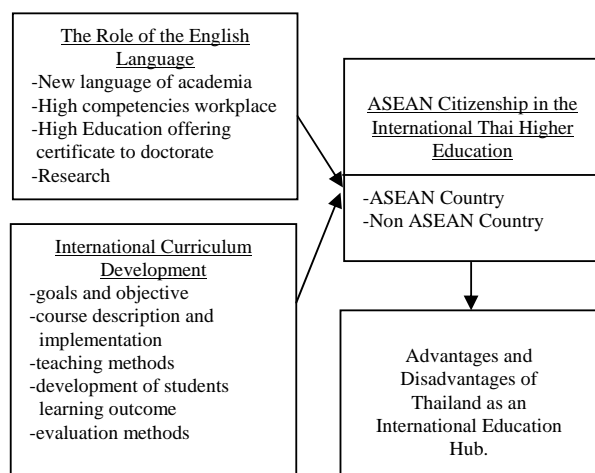 The Role of the English
Language
-New language of academia
-High competencies workplace
-High Education offering
certificate to doctorate
-Research
International Curriculum
Development
-goals and objective
-course description and
implementation
-teaching methods
-development of students
learning outcome
-evaluation methods
ASEAN Citizenship in the
International Thai Higher
Education
-ASEAN Country
-Non ASEAN Country
Advantages and
Disadvantages of
Thailand as an
International Education
Hub.